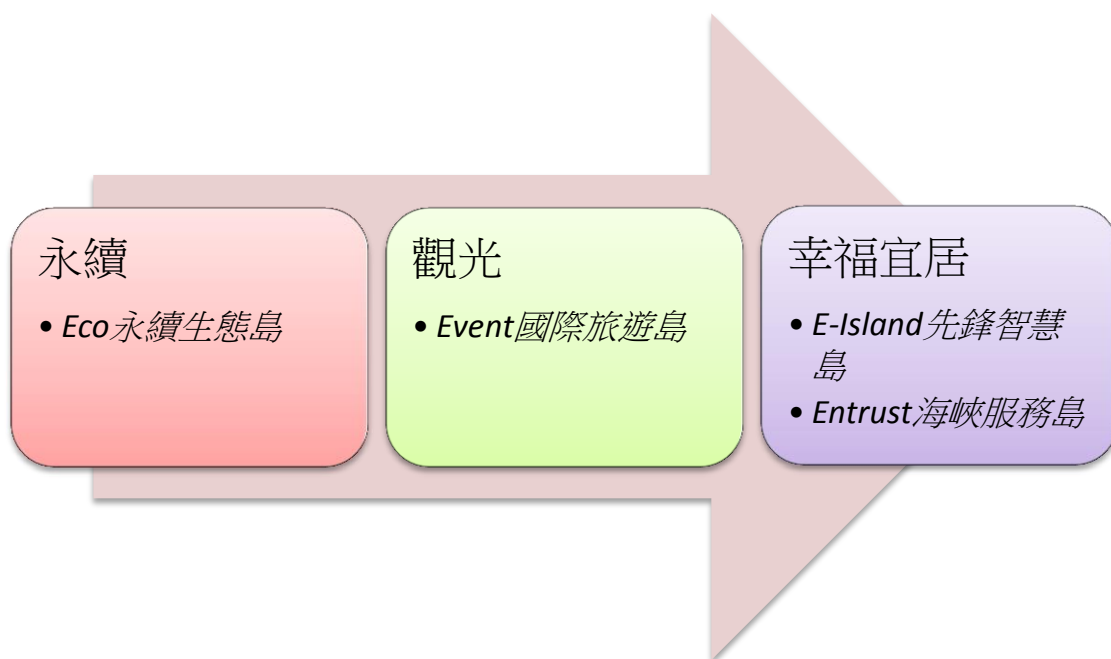 永續
• Eco永續生態島
觀光
• Event國際旅遊島
幸福宜居
• E-Island先鋒智慧
島
• Entrust海峽服務島